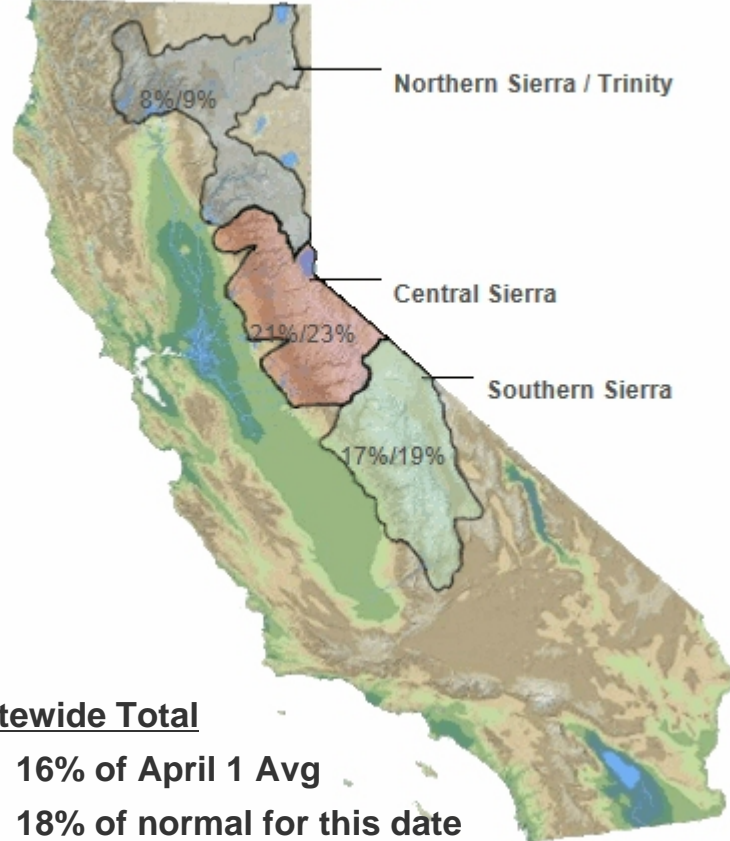 8%/9%
Northern Sierra / Trinity
Central Sierra
21%/23%
Southern Sierra
17%/19%
tewide Total
16% of April 1 Avg
18% of normal for this date